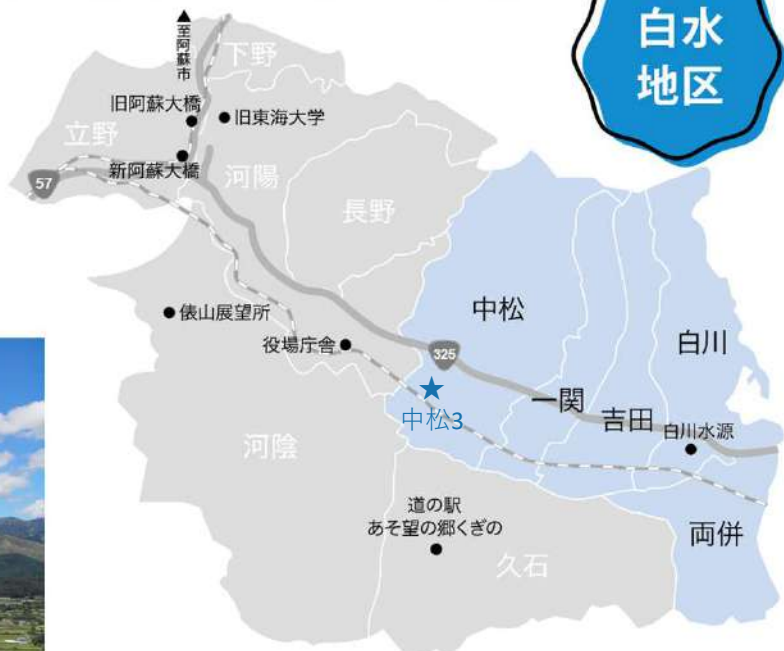 白水
地区
至阿蘇市
下野
旧阿蘇大橋
旧東海大学
立野
新阿蘇大橋
河陽
57
長野
中松
俵山展望所
白川
役場庁舎
325
一関
中松3
吉田
白川水源
河陰
道の駅
あそ望の郷くぎの
両併
久石